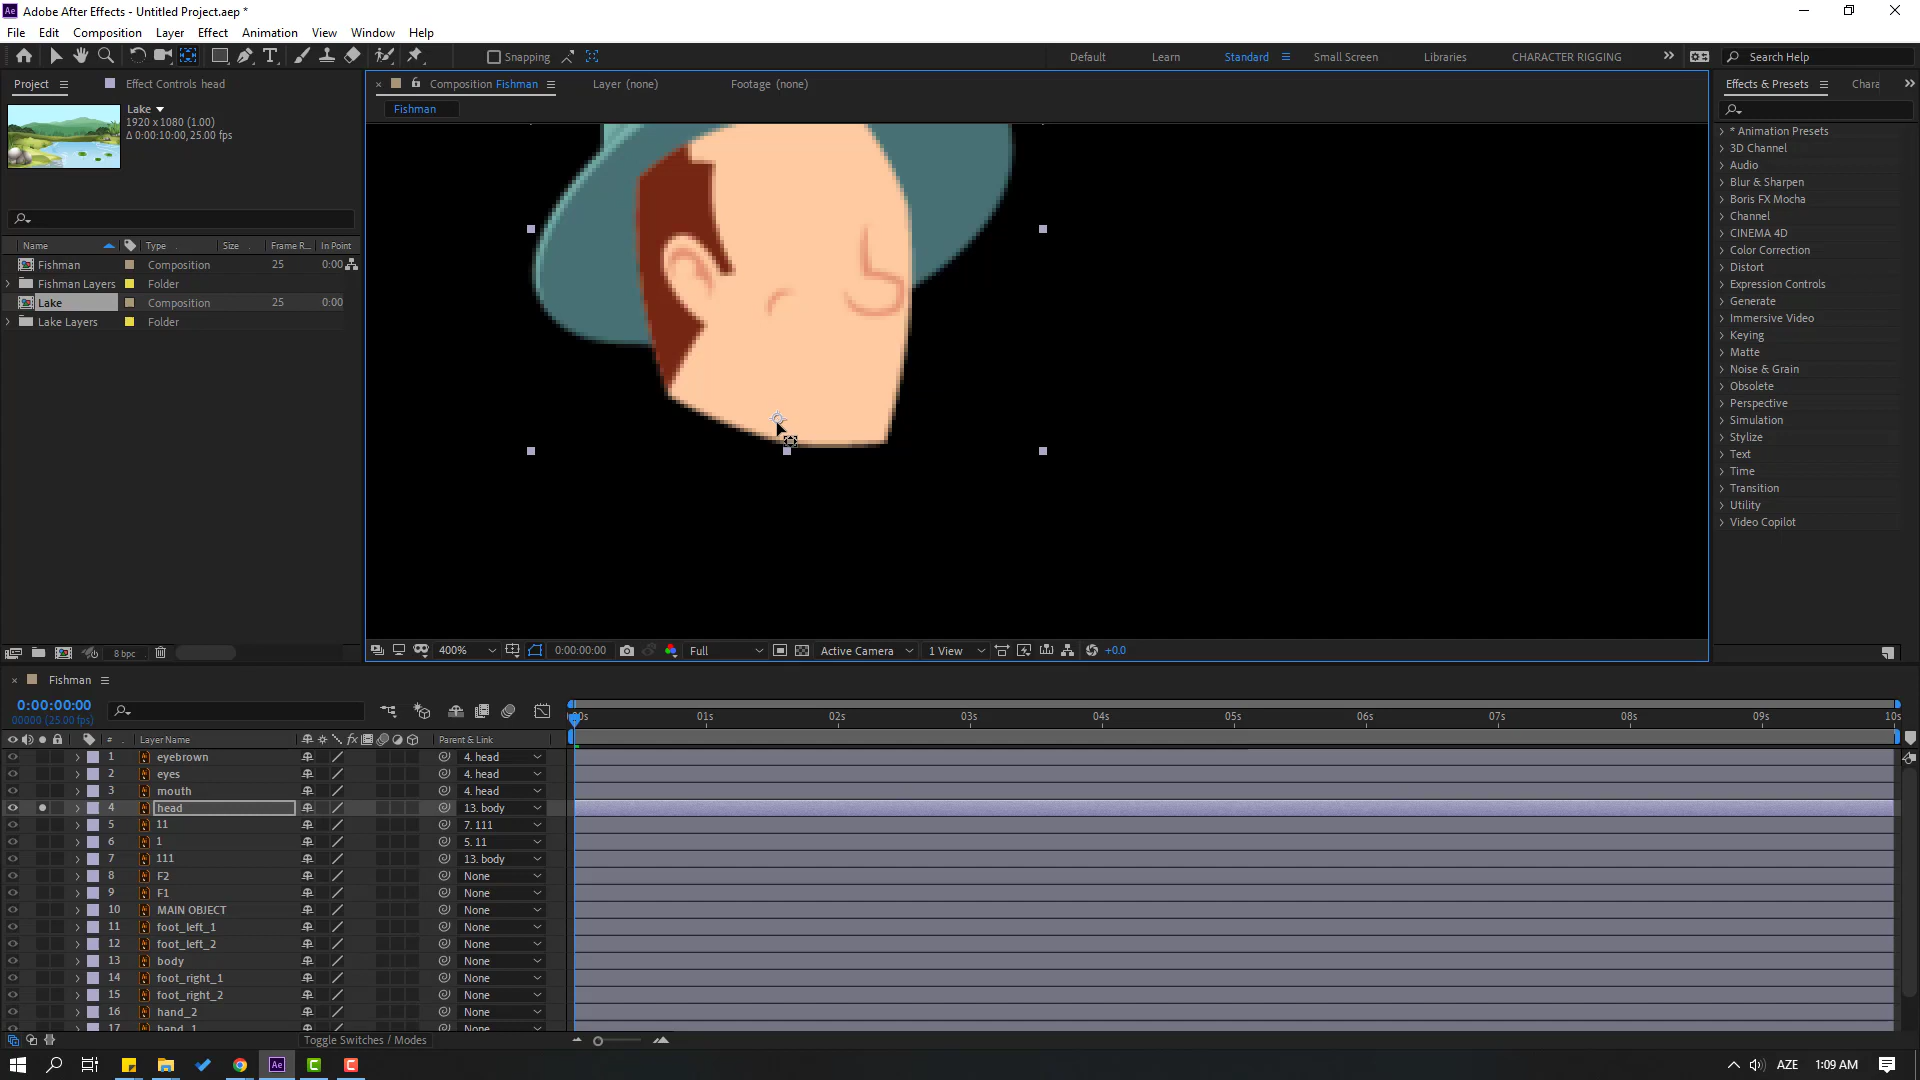 Adobe After Effects - Untitled Project.aep *
File Edit Composition Layer Effect Animation View Window Help
Snapping
Default Learn Standard Small Screen Libraries CHARACTER RIGGING Search Help
Project Effect Controls head
Composition Fishman Layer (none) Footage (none)
Effects & Presets Chara
Lake
1920 x 1080 (1.00)
Δ 0:00:10:00, 25.00 fps
Fishman
Name Type Size Frame R... In Point
Fishman Composition 25 0:00
Fishman Layers Folder
Lake Composition 25 0:00
Lake Layers Folder
* Animation Presets
3D Channel
Audio
Blur & Sharpen
Boris FX Mocha
Channel
CINEMA 4D
Color Correction
Distort
Expression Controls
Generate
Immersive Video
Keying
Matte
Noise & Grain
Obsolete
Perspective
Simulation
Stylize
Text
Time
Transition
Utility
Video Copilot
8 bpc
400% 0:00:00:00 Full Active Camera 1 View +0.0
Fishman
0:00:00:00
00000 (25.00 fps)
00s 01s 02s 03s 04s 05s 06s 07s 08s 09s 10s
# Layer Name Parent & Link
1 eyebrown 4. head
2 eyes 4. head
3 mouth 4. head
4 head 13. body
5 11 7. 111
6 1 5. 11
7 111 13. body
8 F2 None
9 F1 None
10 MAIN OBJECT None
11 foot_left_1 None
12 foot_left_2 None
13 body None
14 foot_right_1 None
15 foot_right_2 None
16 hand_2 None
17 hand_1 None
Toggle Switches / Modes
AZE 1:09 AM